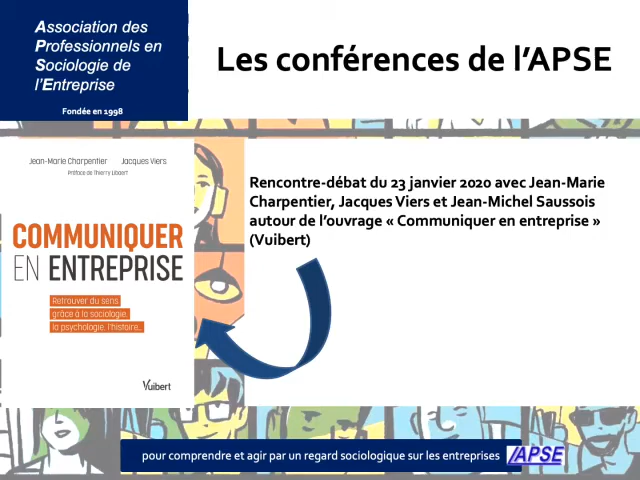 Association des
Professionnels en
Sociologie de
l'Entreprise
Fondée en 1998
Les conférences de l'APSE
Jean-Marie Charpentier Jacques Viers
Préface de Thierry Libaert
COMMUNIQUER
EN ENTREPRISE
Retrouver du sens
grâce à la sociologie,
la psychologie, l'histoire...
Vuibert
Rencontre-débat du 23 janvier 2020 avec Jean-Marie
Charpentier, Jacques Viers et Jean-Michel Saussois
autour de l'ouvrage « Communiquer en entreprise »
(Vuibert)
pour comprendre et agir par un regard sociologique sur les entreprises
APSE